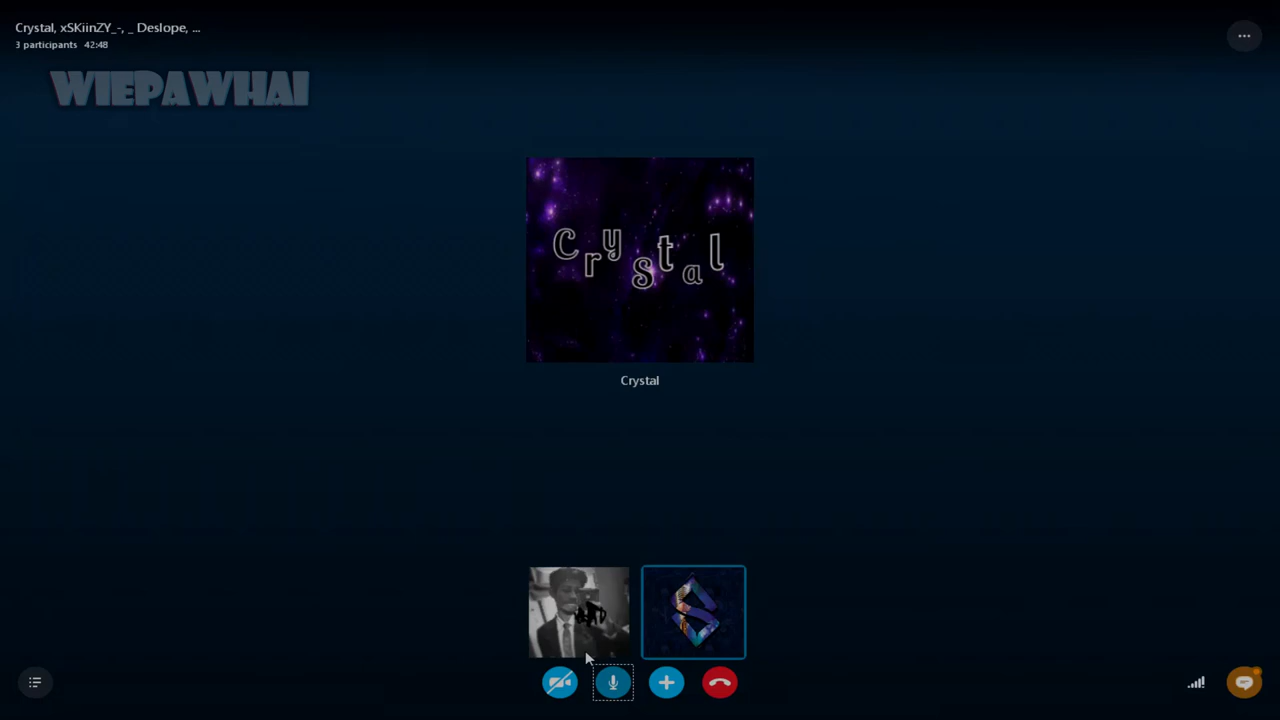 Crystal, xSKiinZY_-, _ Deslope, ...
3 participants 42:48
WIEPAWHAI
Crystal
Crystal